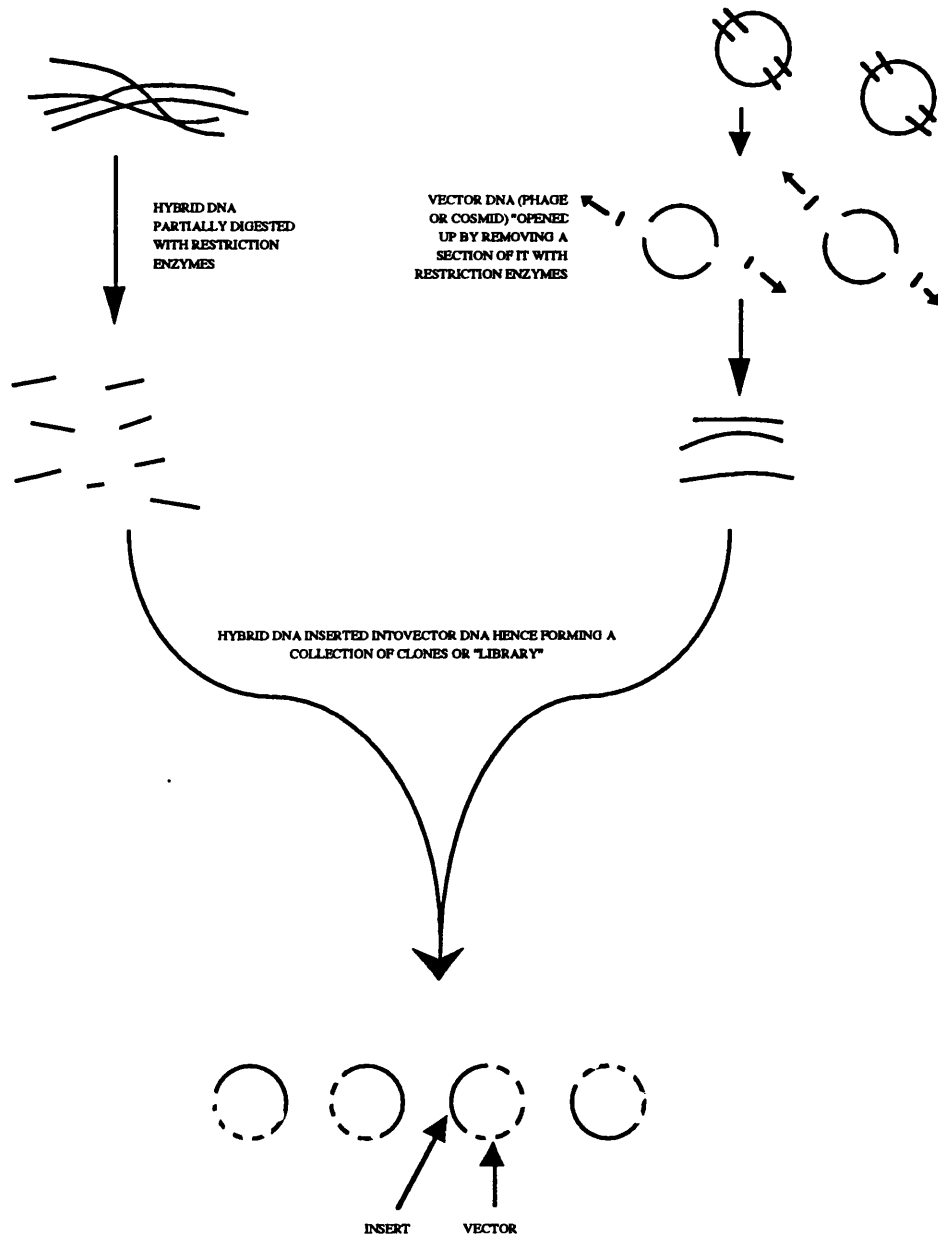 HYBRID DNA
PARTIALLY DIGESTED
WITH RESTRICTION
ENZYMES
VECTOR DNA (PHAGE
OR COSMID) "OPENED
UP BY REMOVING A
SECTION OF IT WITH
RESTRICTION ENZYMES
HYBRID DNA INSERTED INTOVECTOR DNA HENCE FORMING A
COLLECTION OF CLONES OR "LIBRARY"
INSERT
VECTOR